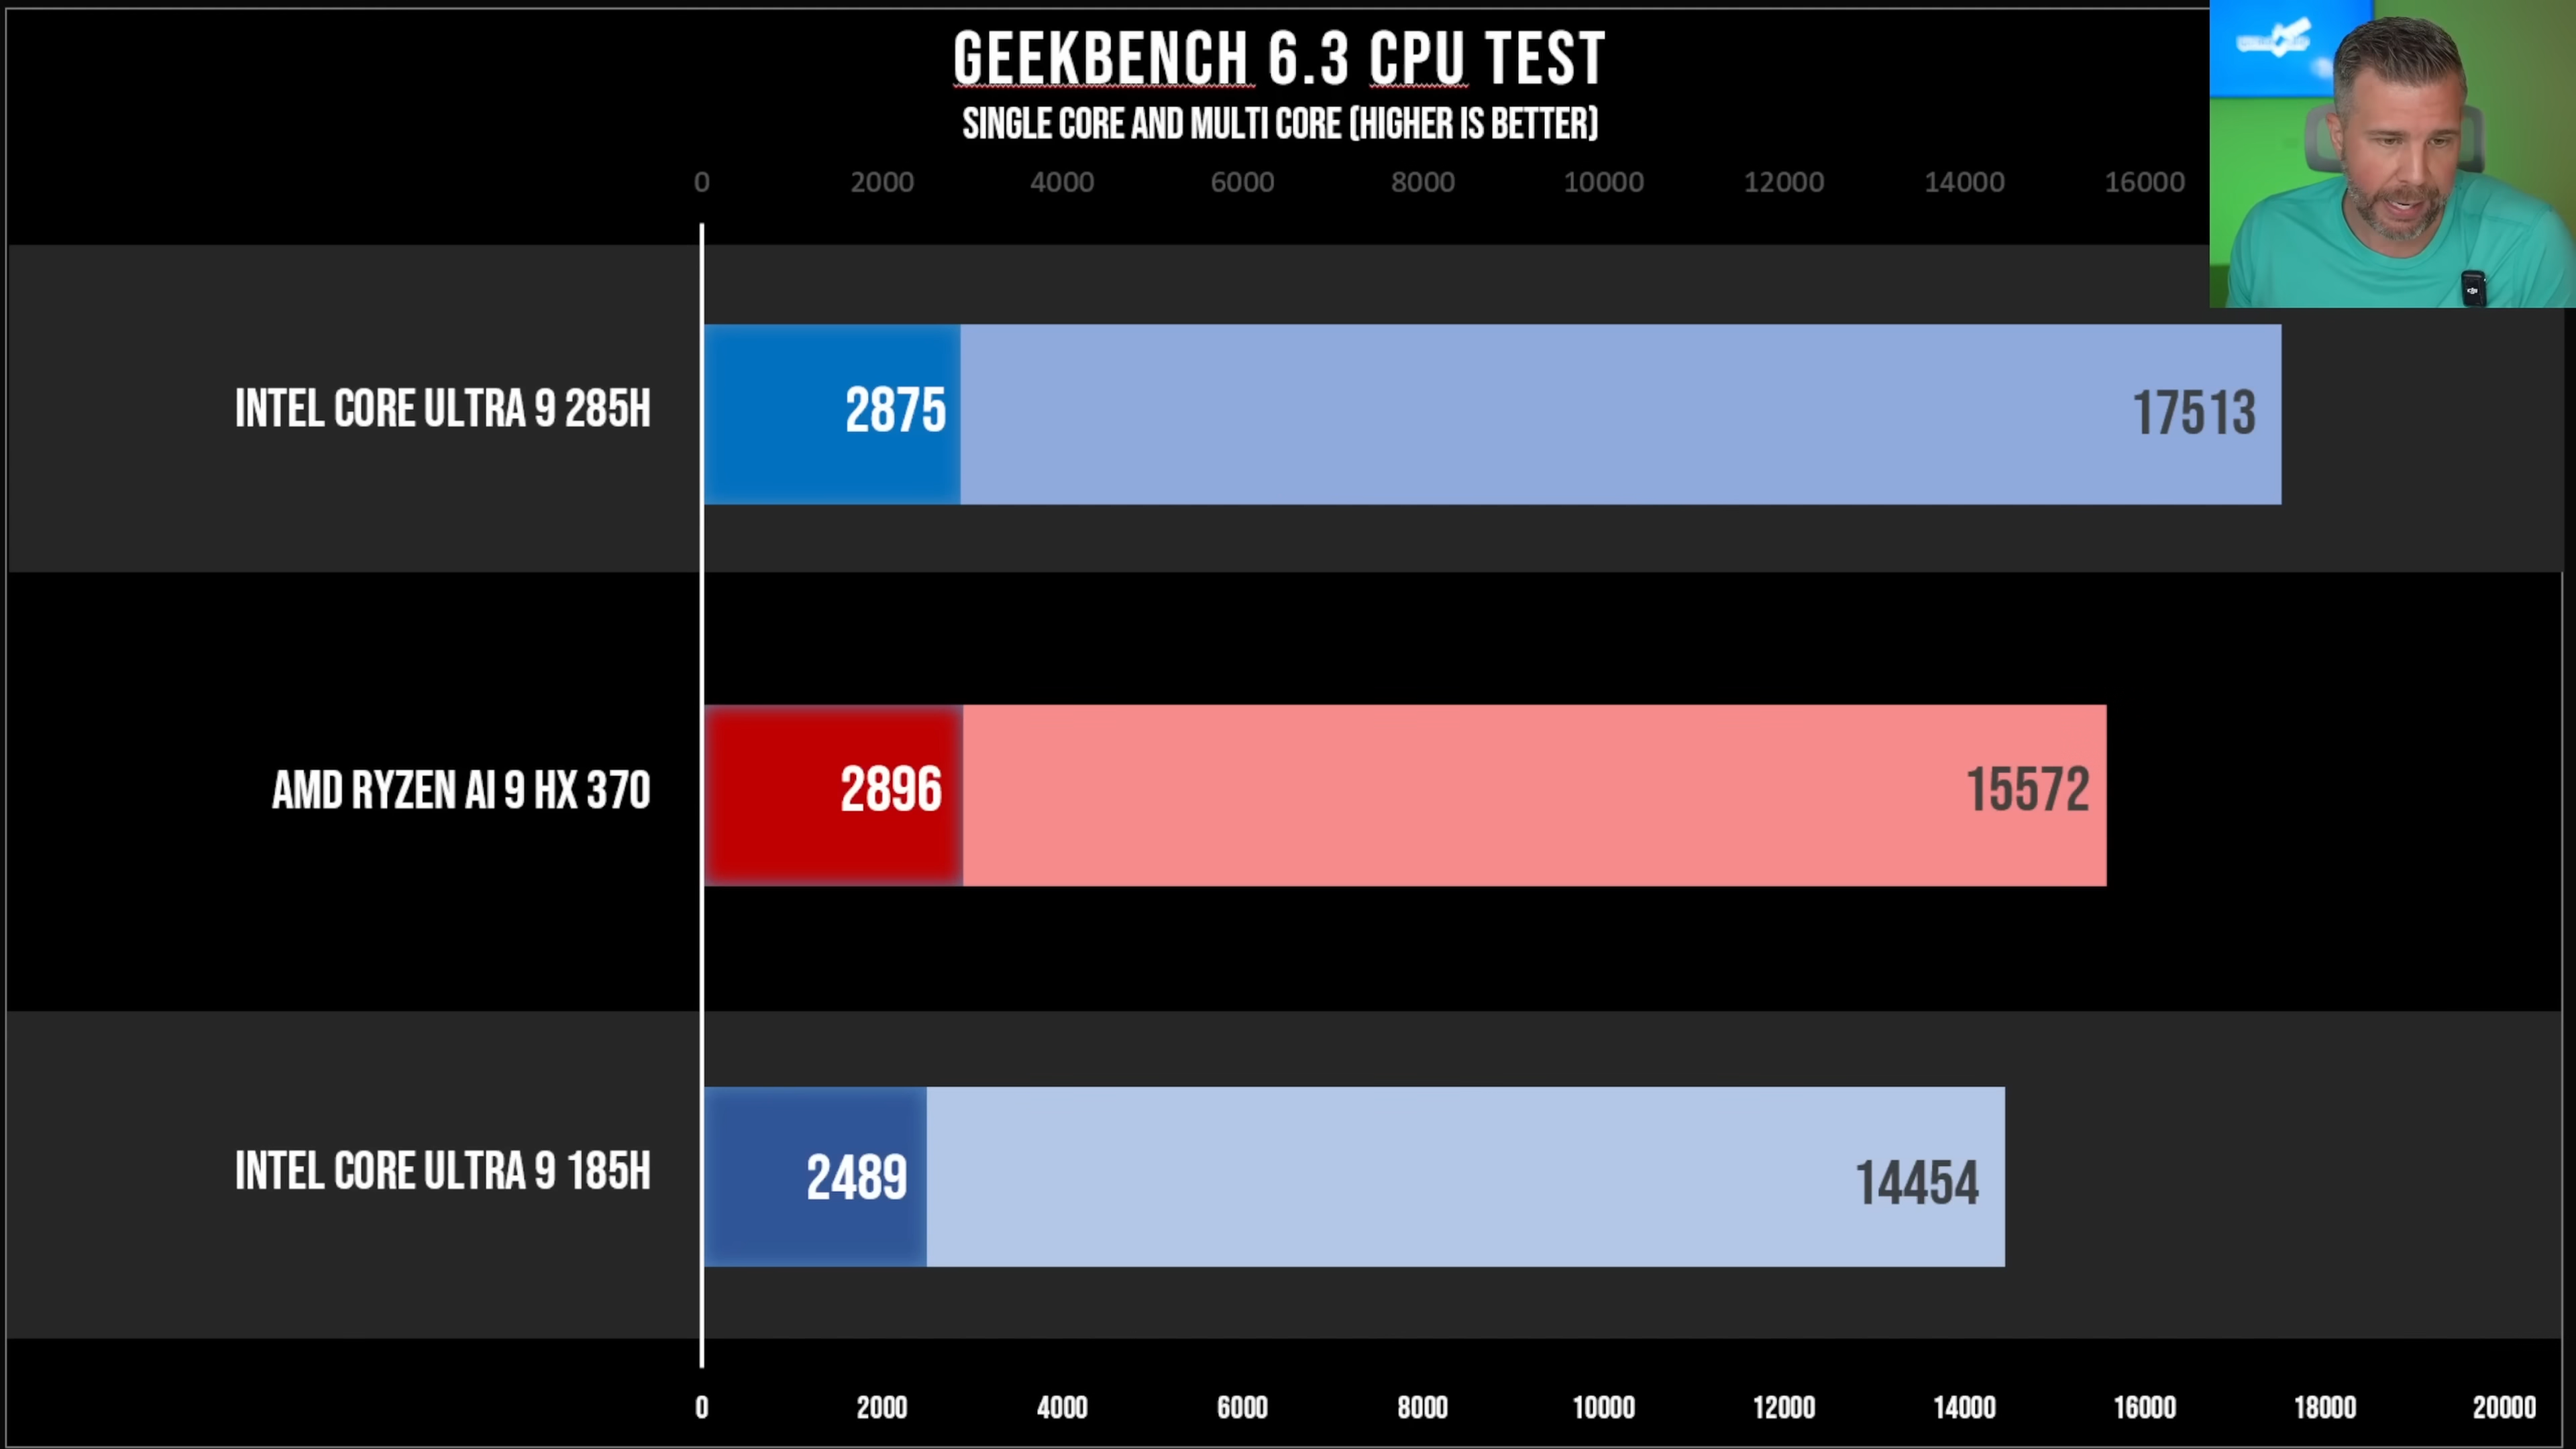 GEEKBENCH 6.3 CPU TEST
SINGLE CORE AND MULTI CORE (HIGHER IS BETTER)
0 2000 4000 6000 8000 10000 12000 14000 16000
INTEL CORE ULTRA 9 285H 2875 17513
AMD RYZEN AI 9 HX 370 2896 15572
INTEL CORE ULTRA 9 185H 2489 14454
0 2000 4000 6000 8000 10000 12000 14000 16000 18000 20000